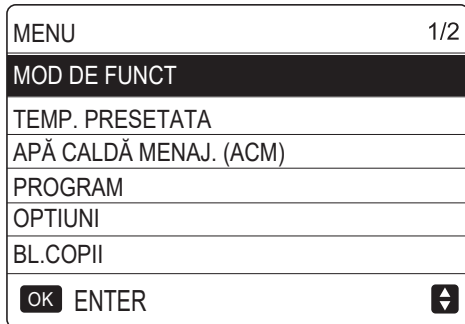 MENU 1/2
MOD DE FUNCT
TEMP. PRESETATA
APĂ CALDĂ MENAJ. (ACM)
PROGRAM
OPTIUNI
BL.COPII
OK ENTER